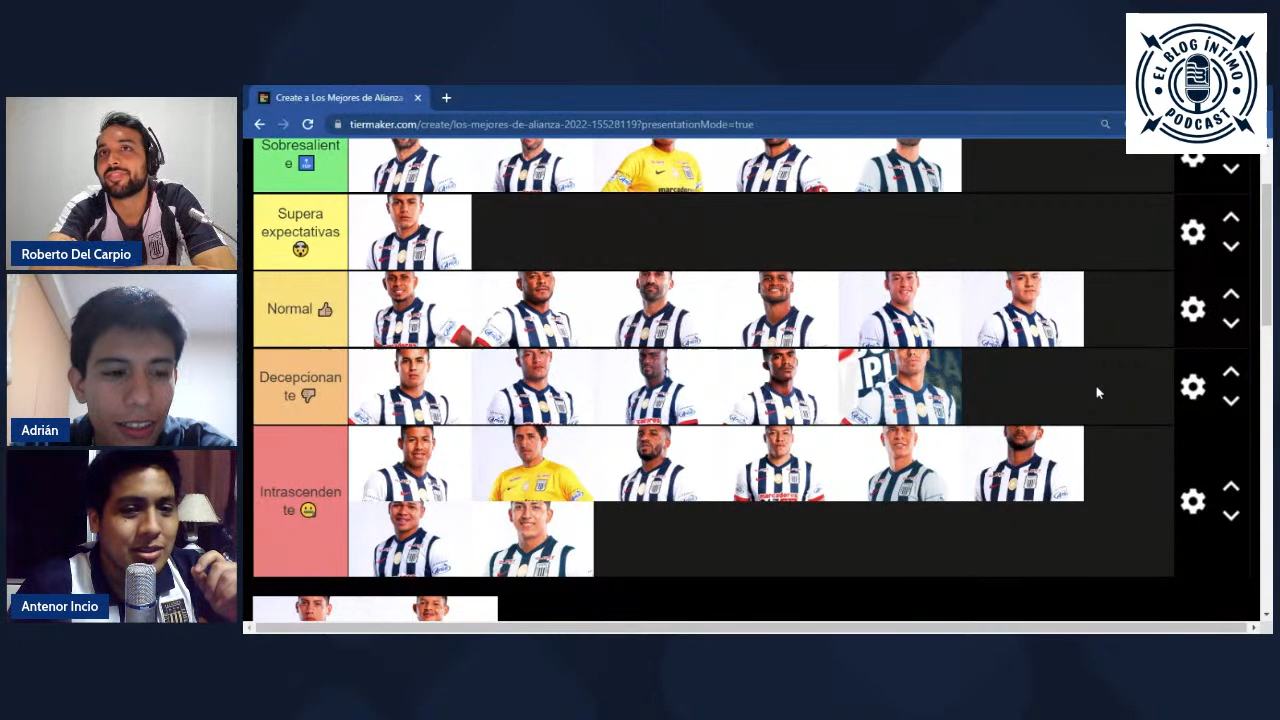 EL BLOG ÍNTIMO
PODCAST
Create a Los Mejores de Alianza
tiermaker.com/create/los-mejores-de-alianza-2022-15528119?presentationMode=true
Sobresalient
e
Supera
expectativas
Normal
Decepcionan
te
Intrascenden
te
Roberto Del Carpio
Adrián
Antenor Incio